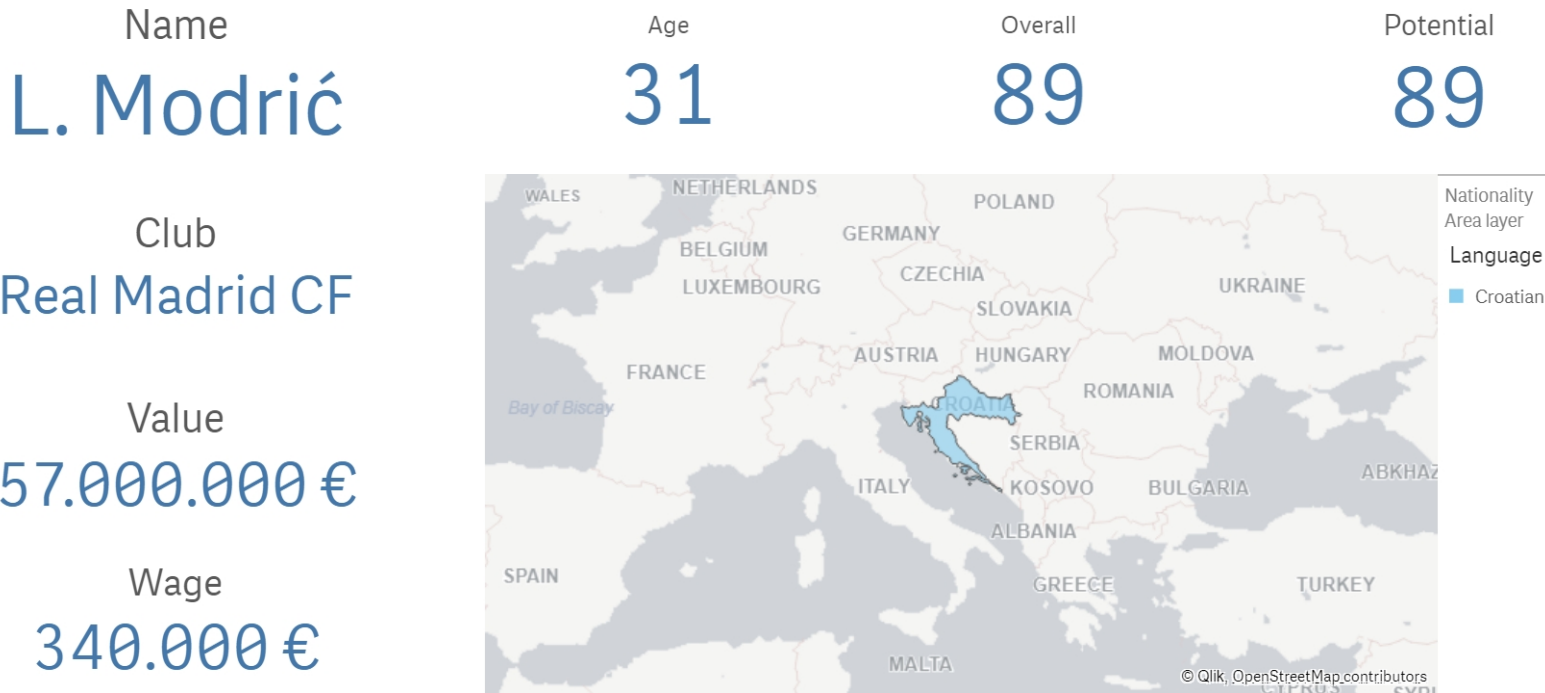 Name
L. Modrić
Age
31
Overall
89
Potential
89
Club
Real Madrid CF
Value
57.000.000 €
Wage
340.000 €
WALES
NETHERLANDS
POLAND
GERMANY
BELGIUM
CZECHIA
LUXEMBOURG
UKRAINE
SLOVAKIA
AUSTRIA
HUNGARY
MOLDOVA
FRANCE
ROMANIA
Bay of Biscay
CROATIA
SERBIA
ABKHAZ
ITALY
KOSOVO
BULGARIA
ALBANIA
SPAIN
GREECE
TURKEY
MALTA
© Qlik, OpenStreetMap contributors
CYPRUS
Nationality
Area layer
Language
Croatian